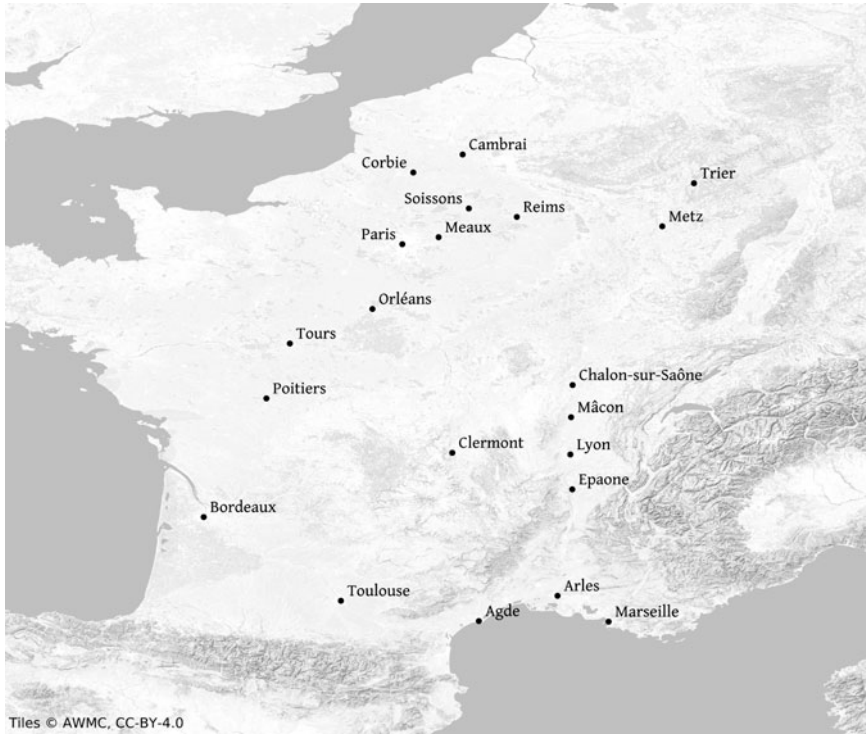 Cambrai
Corbie
Trier
Soissons
Reims
Metz
Paris
Meaux
Orléans
Tours
Chalon-sur-Saône
Poitiers
Mâcon
Clermont
Lyon
Epaone
Bordeaux
Toulouse
Arles
Agde
Marseille
Tiles © AWMC, CC-BY-4.0